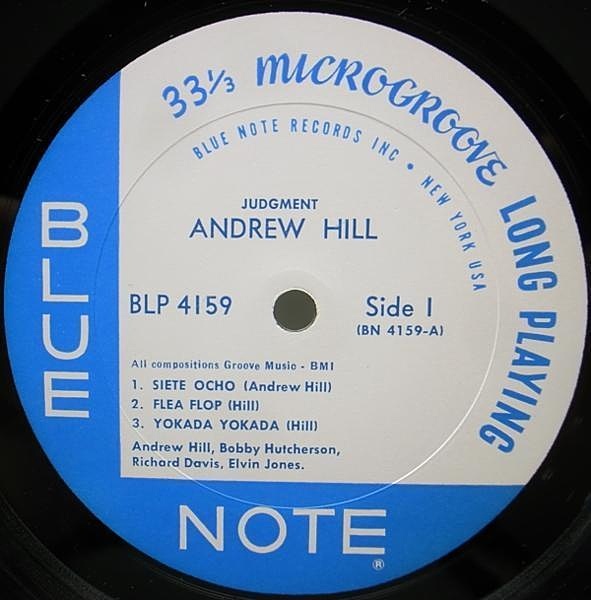 33⅓ MICROGROOVE LONG PLAYING
BLUE NOTE RECORDS INC • NEW YORK USA
JUDGMENT
ANDREW HILL
BLP 4159
Side 1
(BN 4159-A)
All compositions Groove Music - BMI
1. SIETE OCHO (Andrew Hill)
2. FLEA FLOP (Hill)
3. YOKADA YOKADA (Hill)
Andrew Hill, Bobby Hutcherson,
Richard Davis, Elvin Jones.
BLUE
NOTE ®